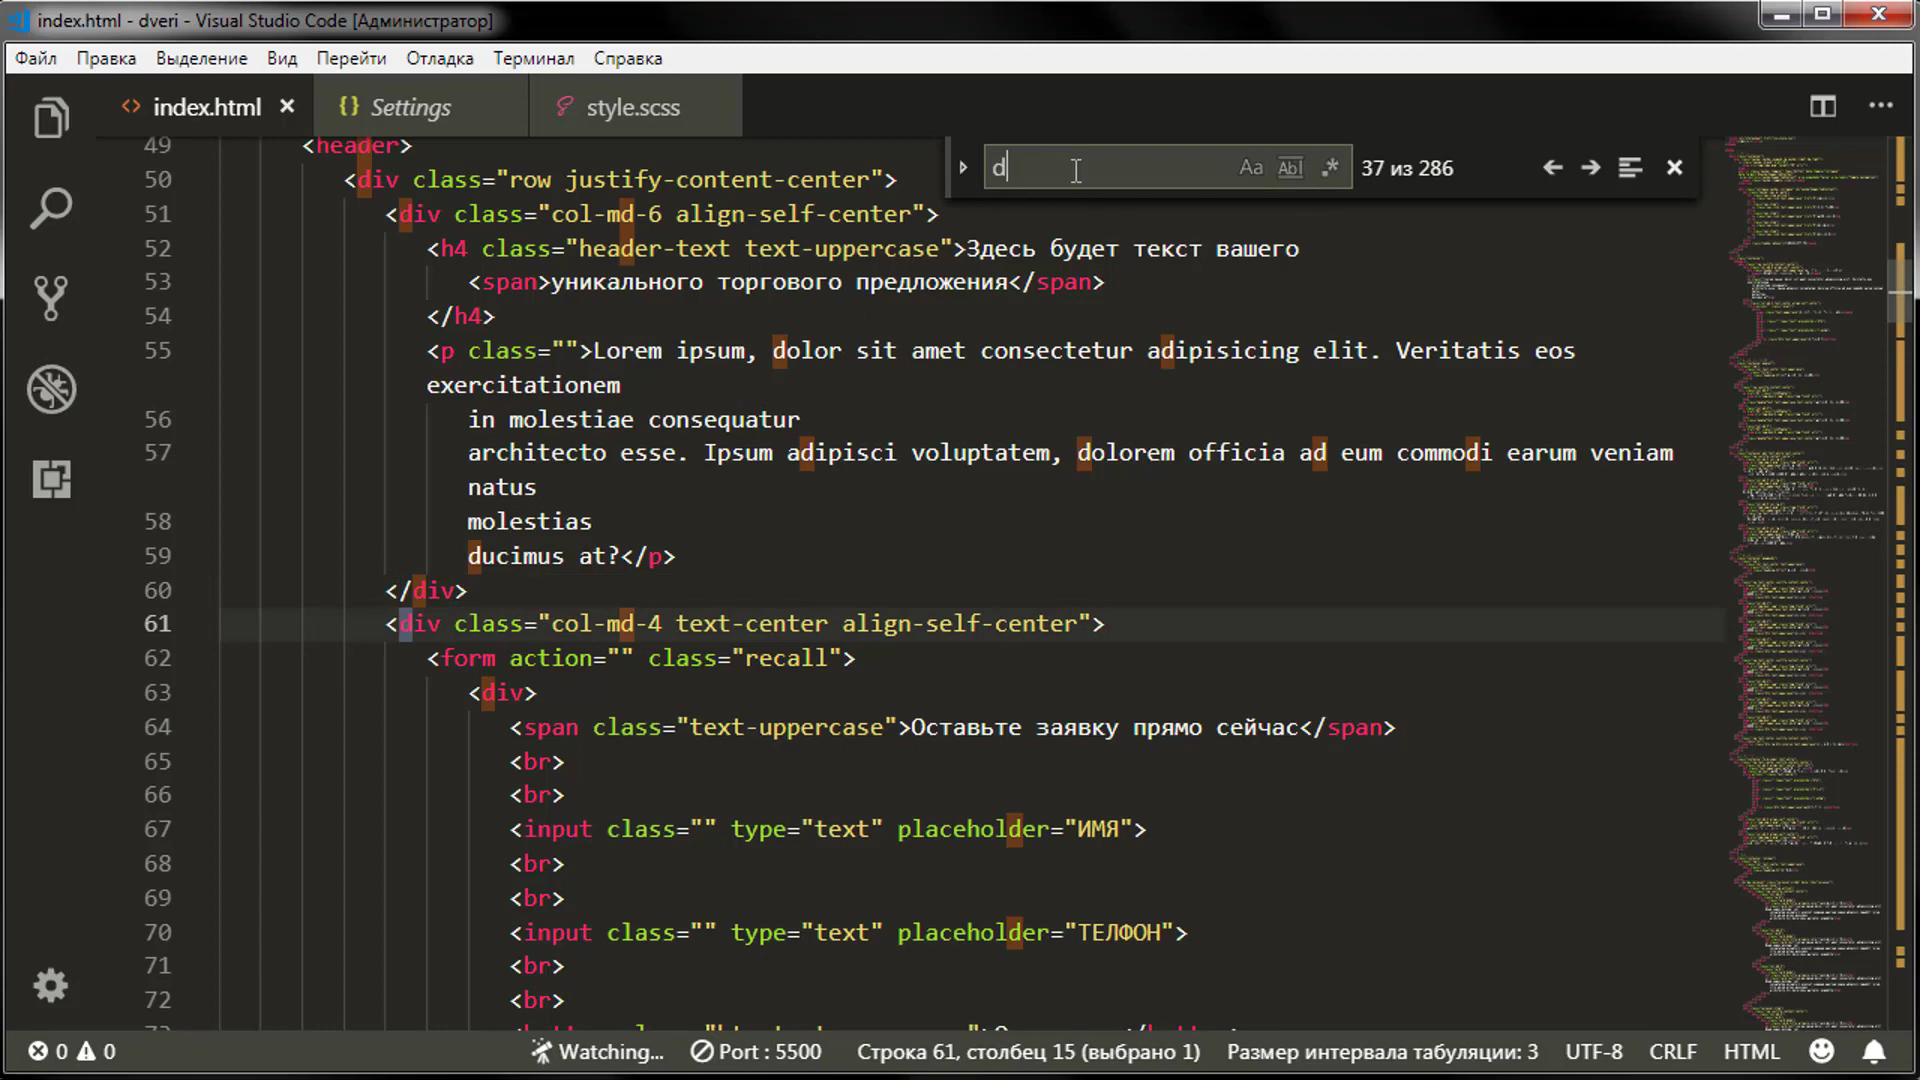 index.html - dveri - Visual Studio Code [Администратор]
Файл Правка Выделение Вид Перейти Отладка Терминал Справка
<> index.html × {} Settings style.scss
d Aa Abl .* 37 из 286
49 <header>
50 <div class="row justify-content-center">
51 <div class="col-md-6 align-self-center">
52 <h4 class="header-text text-uppercase">Здесь будет текст вашего
53 <span>уникального торгового предложения</span>
54 </h4>
55 <p class="">Lorem ipsum, dolor sit amet consectetur adipisicing elit. Veritatis eos
exercitationem
56 in molestiae consequatur
57 architecto esse. Ipsum adipisci voluptatem, dolorem officia ad eum commodi earum veniam
natus
58 molestias
59 ducimus at?</p>
60 </div>
61 <div class="col-md-4 text-center align-self-center">
62 <form action="" class="recall">
63 <div>
64 <span class="text-uppercase">Оставьте заявку прямо сейчас</span>
65 <br>
66 <br>
67 <input class="" type="text" placeholder="ИМЯ">
68 <br>
69 <br>
70 <input class="" type="text" placeholder="ТЕЛФОН">
71 <br>
72 <br>
0 0 Watching... Port : 5500 Строка 61, столбец 15 (выбрано 1) Размер интервала табуляции: 3 UTF-8 CRLF HTML